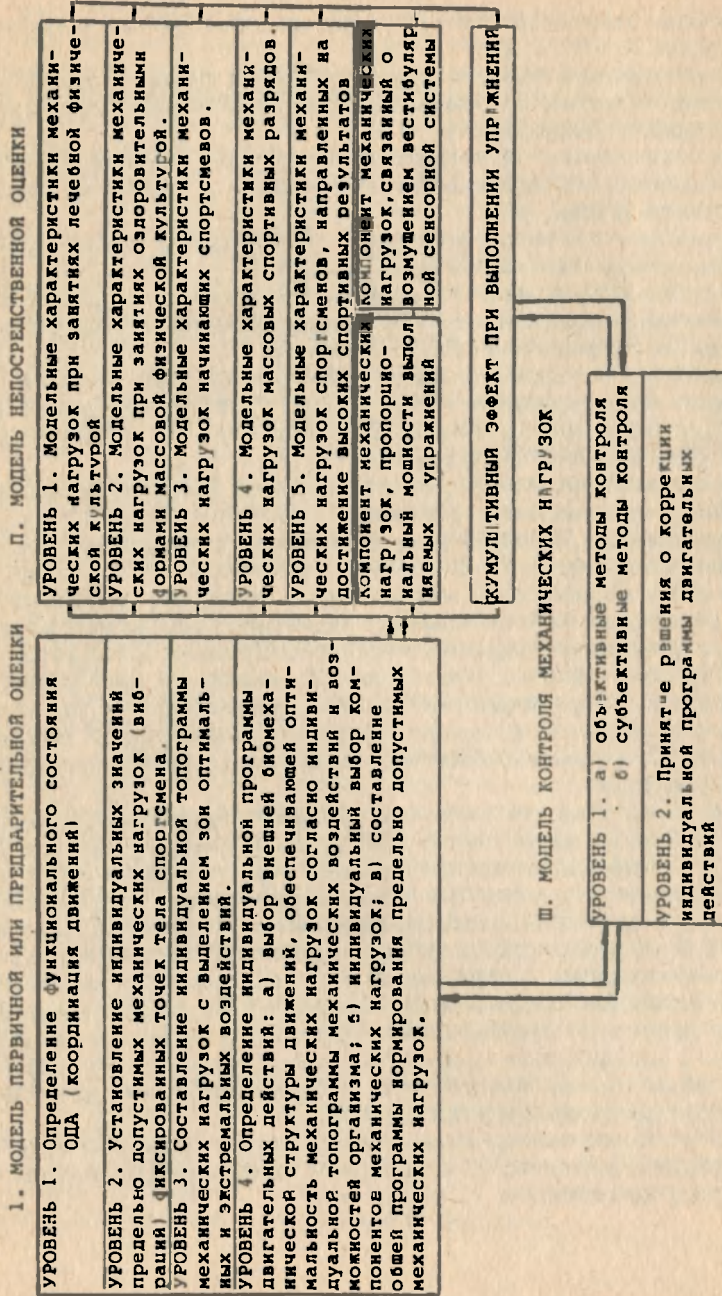 1. МОДЕЛЬ ПЕРВИЧНОЙ ИЛИ ПРЕДВАРИТЕЛЬНОЙ ОЦЕНКИ
УРОВЕНЬ 1. Определение функционального состояния
ОДА (координация движений)
УРОВЕНЬ 2. Установление индивидуальных значений
предельно допустимых механических нагрузок (виб-
раций) фиксированных точек тела спортсмена.
УРОВЕНЬ 3. Составление индивидуальной топограммы
механических нагрузок с выделением зон оптималь-
ных и экстремальных воздействий.
УРОВЕНЬ 4. Определение индивидуальной программы
двигательных действий: а) выбор внешней биомеха-
нической структуры движений, обеспечивающей опти-
мальность механических нагрузок согласно индиви-
дуальной топограммы механических воздействий и воз-
можностей организма; б) индивидуальный выбор ком-
понентов механических нагрузок; в) составление
общей программы нормирования предельно допустимых
механических нагрузок.
П. МОДЕЛЬ НЕПОСРЕДСТВЕННОЙ ОЦЕНКИ
УРОВЕНЬ 1. Модельные характеристики механи-
ческих нагрузок при занятиях лечебной физиче-
ской культурой
УРОВЕНЬ 2. Модельные характеристики механиче-
ских нагрузок при занятиях оздоровительными
формами массовой физической культурой.
УРОВЕНЬ 3. Модельные характеристики механи-
ческих нагрузок начинающих спортсмевов.
УРОВЕНЬ 4. Модельные характеристики механи-
ческих нагрузок массовых спортивных разрядов.
УРОВЕНЬ 5. Модельные характеристики механи-
ческих нагрузок спортсменов, направленных на
достижение высоких спортивных результатов
компонент механических
нагрузок, пропорцио-
нальный мощности выпол
няемых упражнений
компонент механических
нагрузок,связанный о
возмущением вестибуляр
ной сенсорной системы
КУМУЛЯТИВНЫЙ ЭФФЕКТ ПРИ ВЫПОЛНЕНИИ УПРАЖНЕНИЙ
Ш. МОДЕЛЬ КОНТРОЛЯ МЕХАНИЧЕСКИХ НАГРУЗОК
УРОВЕНЬ 1. а) объективные методы контроля
б) субъективные методы контроля
УРОВЕНЬ 2. Принятие решения о коррекции
индивидуальной программы двигательных
действий